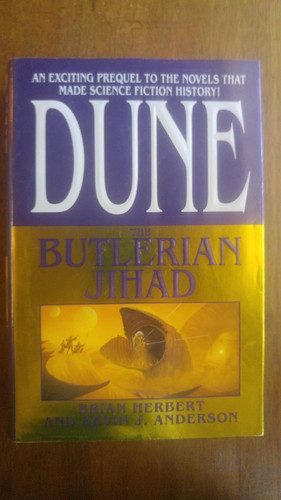 AN EXCITING PREQUEL TO THE NOVELS THAT
MADE SCIENCE FICTION HISTORY!
DUNE
THE
BUTLERIAN
JIHAD
BRIAN HERBERT
AND KEVIN J. ANDERSON